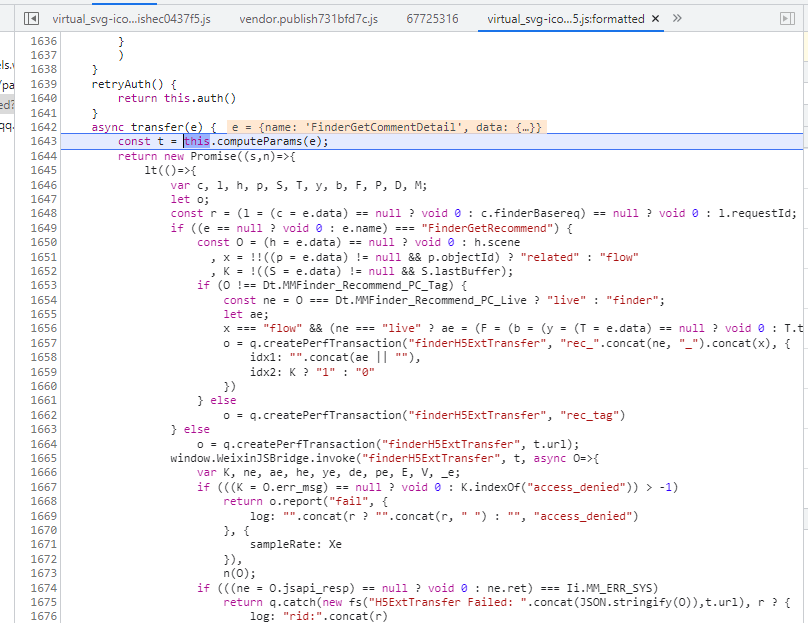 virtual_svg-ico...ishec0437f5.js vendor.publish731bfd7c.js 67725316 virtual_svg-ico...5.js:formatted × »
1636 }
1637 )
1638 }
1639 retryAuth() {
1640 return this.auth()
1641 }
1642 async transfer(e) { e = {name: 'FinderGetCommentDetail', data: {…}}
1643 const t = this.computeParams(e);
1644 return new Promise((s,n)=>{
1645 lt(()=>{
1646 var c, l, h, p, S, T, y, b, F, P, D, M;
1647 let o;
1648 const r = (l = (c = e.data) == null ? void 0 : c.finderBasereq) == null ? void 0 : l.requestId;
1649 if ((e == null ? void 0 : e.name) === "FinderGetRecommend") {
1650 const O = (h = e.data) == null ? void 0 : h.scene
1651 , x = !!((p = e.data) != null && p.objectId) ? "related" : "flow"
1652 , K = !((S = e.data) != null && S.lastBuffer);
1653 if (O !== Dt.MMFinder_Recommend_PC_Tag) {
1654 const ne = O === Dt.MMFinder_Recommend_PC_Live ? "live" : "finder";
1655 let ae;
1656 x === "flow" && (ne === "live" ? ae = (F = (b = (y = (T = e.data) == null ? void 0 : T.t
1657 o = q.createPerfTransaction("finderH5ExtTransfer", "rec_".concat(ne, "_").concat(x), {
1658 idx1: "".concat(ae || ""),
1659 idx2: K ? "1" : "0"
1660 })
1661 } else
1662 o = q.createPerfTransaction("finderH5ExtTransfer", "rec_tag")
1663 } else
1664 o = q.createPerfTransaction("finderH5ExtTransfer", t.url);
1665 window.WeixinJSBridge.invoke("finderH5ExtTransfer", t, async O=>{
1666 var K, ne, ae, he, ye, de, pe, E, V, _e;
1667 if (((K = O.err_msg) == null ? void 0 : K.indexOf("access_denied")) > -1)
1668 return o.report("fail", {
1669 log: "".concat(r ? "".concat(r, " ") : "", "access_denied")
1670 }, {
1671 sampleRate: Xe
1672 }),
1673 n(O);
1674 if (((ne = O.jsapi_resp) == null ? void 0 : ne.ret) === Ii.MM_ERR_SYS)
1675 return q.catch(new fs("H5ExtTransfer Failed: ".concat(JSON.stringify(O)),t.url), r ? {
1676 log: "rid:".concat(r)